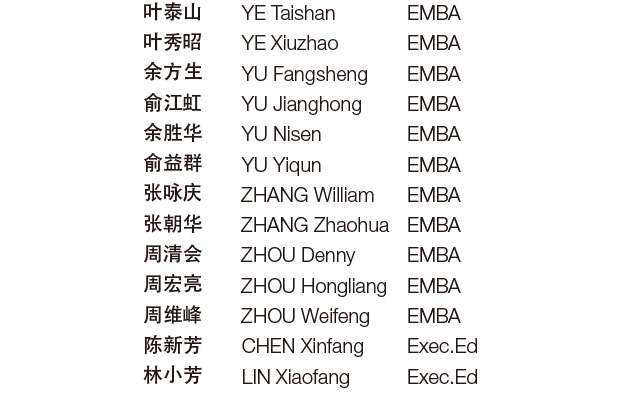 叶泰山 YE Taishan EMBA
叶秀昭 YE Xiuzhao EMBA
余方生 YU Fangsheng EMBA
俞江虹 YU Jianghong EMBA
余胜华 YU Nisen EMBA
俞益群 YU Yiqun EMBA
张咏庆 ZHANG William EMBA
张朝华 ZHANG Zhaohua EMBA
周清会 ZHOU Denny EMBA
周宏亮 ZHOU Hongliang EMBA
周维峰 ZHOU Weifeng EMBA
陈新芳 CHEN Xinfang Exec.Ed
林小芳 LIN Xiaofang Exec.Ed